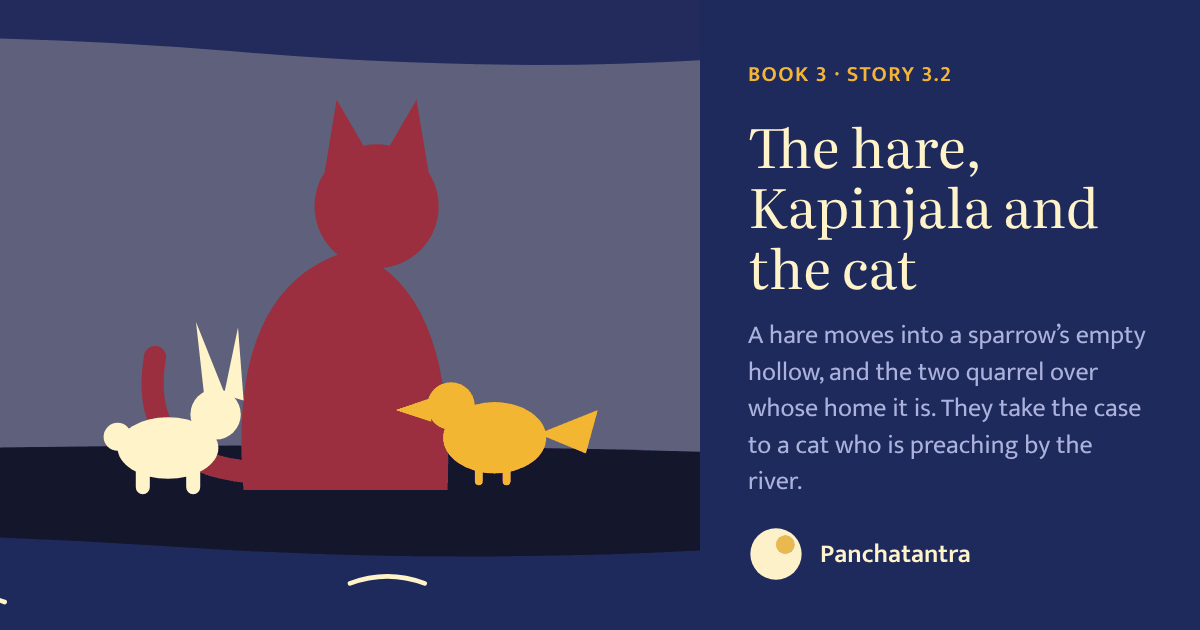 BOOK 3 · STORY 3.2
The hare,
Kapinjala and
the cat
A hare moves into a sparrow’s empty
hollow, and the two quarrel over
whose home it is. They take the case
to a cat who is preaching by the
river.
Panchatantra